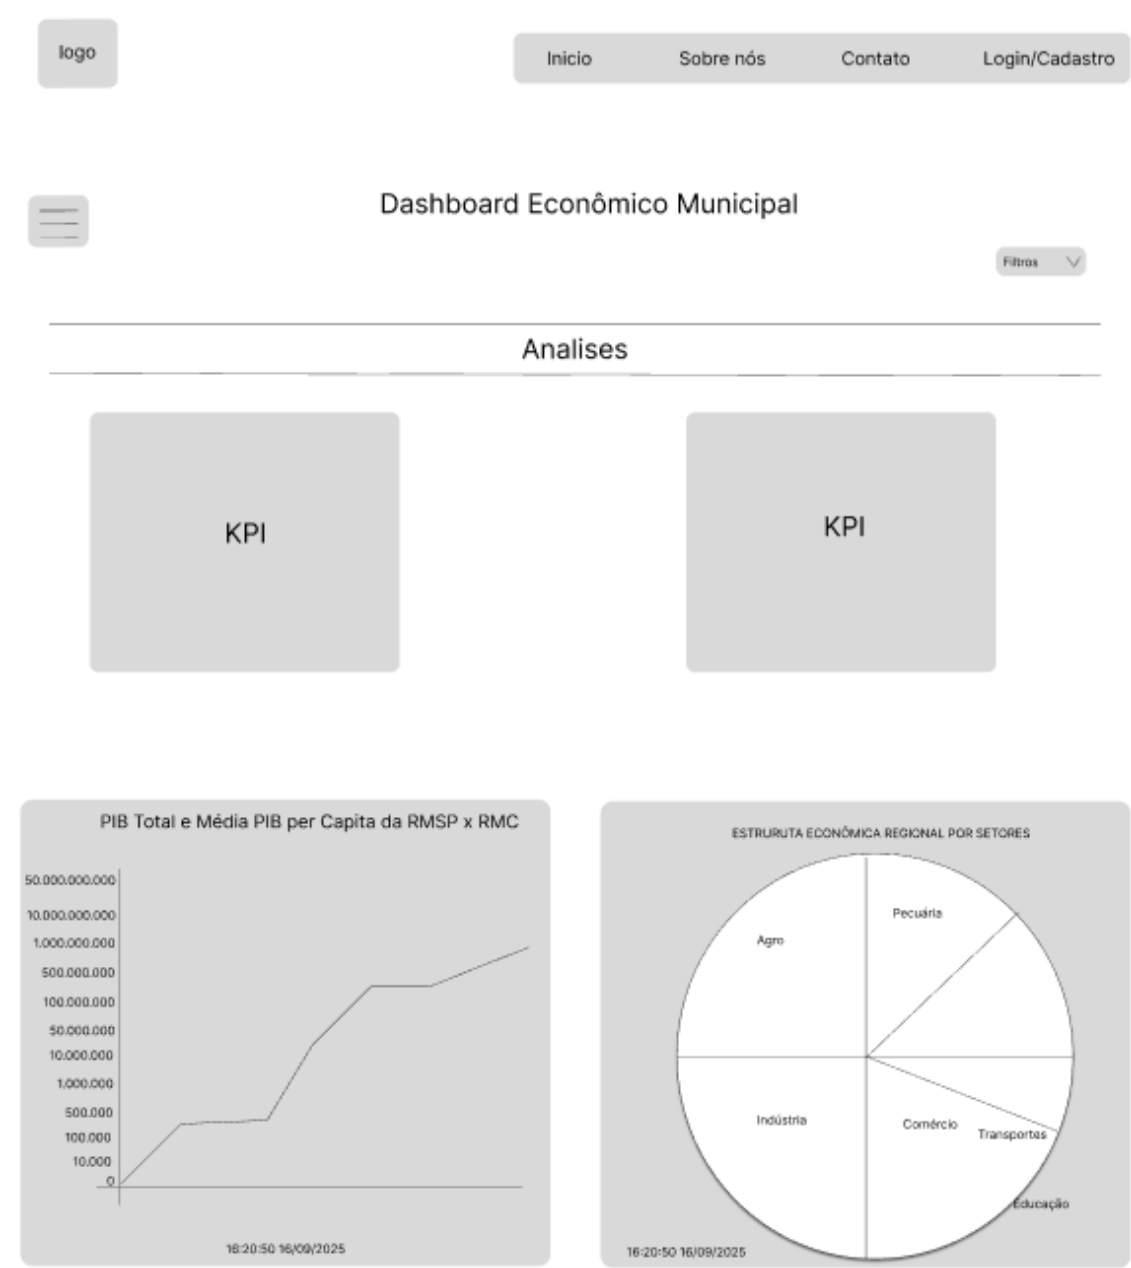 logo
Inicio Sobre nós Contato Login/Cadastro
Dashboard Econômico Municipal
Filtros
Analises
KPI
KPI
PIB Total e Média PIB per Capita da RMSP x RMC
50.000.000.000
10.000.000.000
1.000.000.000
500.000.000
100.000.000
50.000.000
10.000.000
1.000.000
500.000
100.000
10.000
0
16:20:50 16/09/2025
ESTRURUTA ECONÔMICA REGIONAL POR SETORES
Pecuária
Agro
Indústria
Comércio
Transportes
Educação
16:20:50 16/09/2025